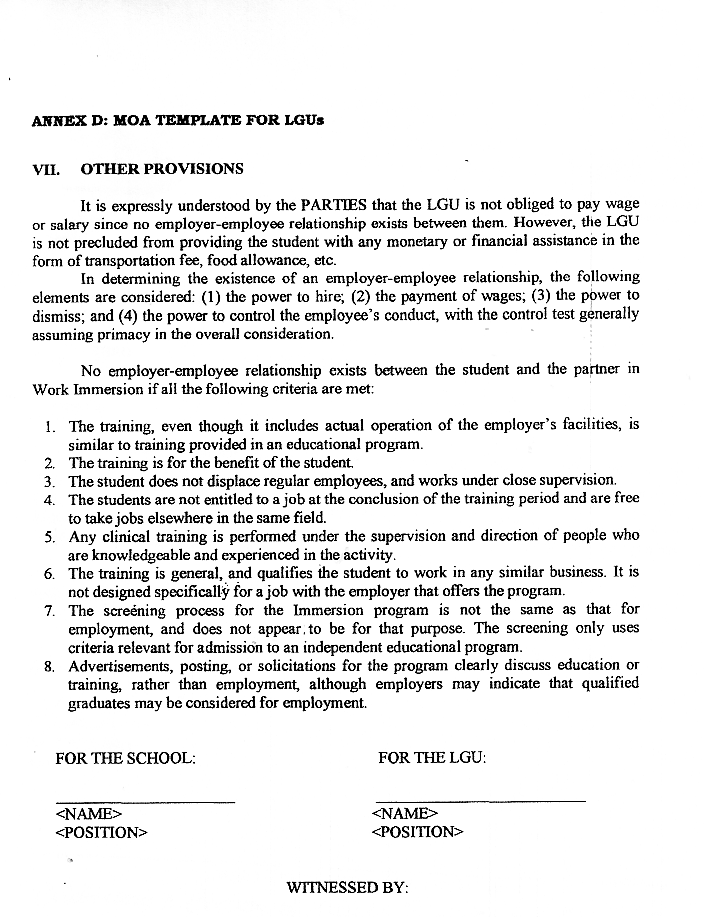 ANNEX D: MOA TEMPLATE FOR LGUs
VII. OTHER PROVISIONS
It is expressly understood by the PARTIES that the LGU is not obliged to pay wage
or salary since no employer-employee relationship exists between them. However, the LGU
is not precluded from providing the student with any monetary or financial assistance in the
form of transportation fee, food allowance, etc.
In determining the existence of an employer-employee relationship, the following
elements are considered: (1) the power to hire; (2) the payment of wages; (3) the power to
dismiss; and (4) the power to control the employee's conduct, with the control test generally
assuming primacy in the overall consideration.
No employer-employee relationship exists between the student and the partner in
Work Immersion if all the following criteria are met:
1. The training, even though it includes actual operation of the employer's facilities, is
similar to training provided in an educational program.
2. The training is for the benefit of the student.
3. The student does not displace regular employees, and works under close supervision.
4. The students are not entitled to a job at the conclusion of the training period and are free
to take jobs elsewhere in the same field.
5. Any clinical training is performed under the supervision and direction of people who
are knowledgeable and experienced in the activity.
6. The training is general, and qualifies the student to work in any similar business. It is
not designed specifically for a job with the employer that offers the program.
7. The screening process for the Immersion program is not the same as that for
employment, and does not appear to be for that purpose. The screening only uses
criteria relevant for admission to an independent educational program.
8. Advertisements, posting, or solicitations for the program clearly discuss education or
training, rather than employment, although employers may indicate that qualified
graduates may be considered for employment.
FOR THE SCHOOL: FOR THE LGU:
<NAME> <NAME>
<POSITION> <POSITION>
WITNESSED BY: